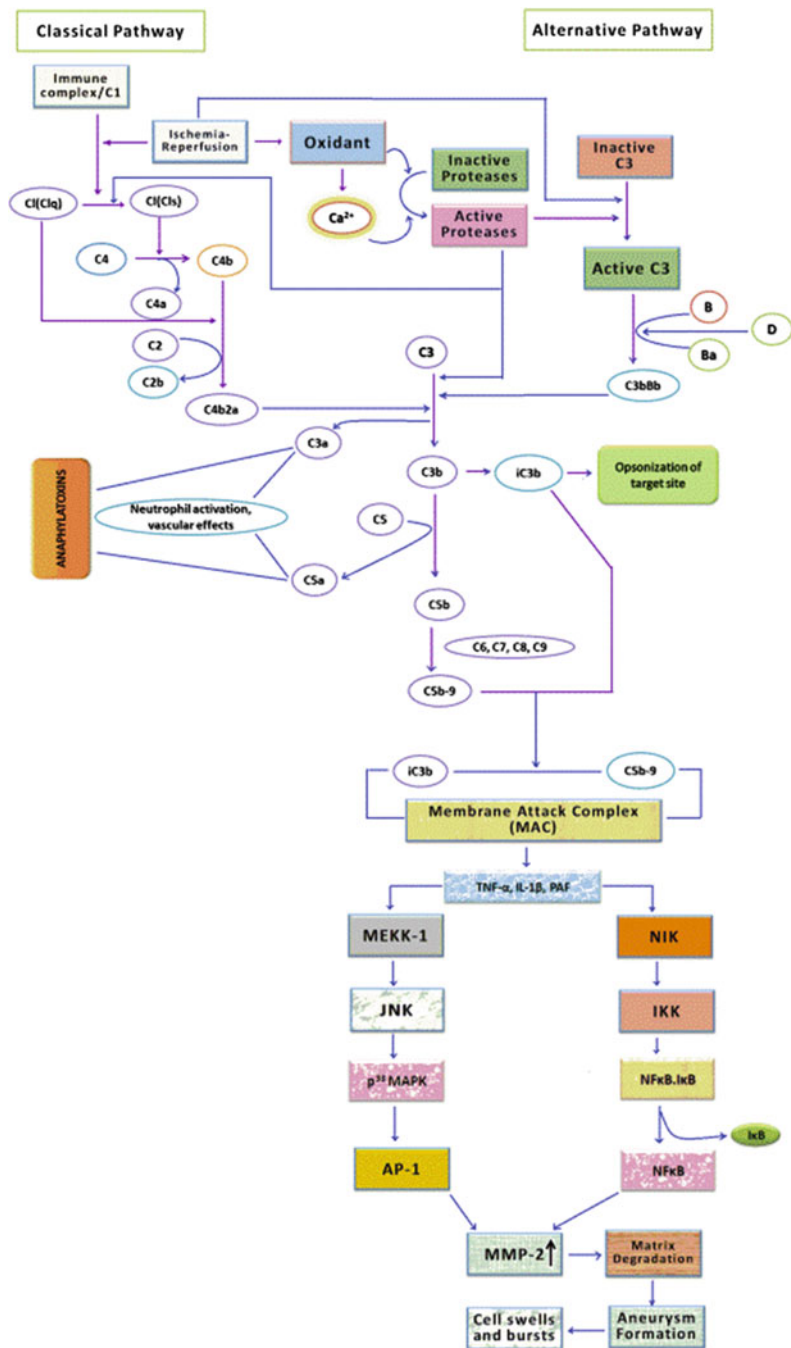 Classical Pathway
Alternative Pathway
Immune
complex/C1
Ischemia-
Reperfusion
Oxidant
Inactive
Proteases
Inactive
C3
Cl(Clq)
Cl(Cls)
Ca²⁺
Active
Proteases
C4
C4b
Active C3
C4a
B
D
C2
C3
Ba
C2b
C3bBb
C4b2a
C3a
C3b
iC3b
Opsonization of
target site
ANAPHYLATOXINS
Neutrophil activation,
vascular effects
C5
C5a
C5b
C6, C7, C8, C9
C5b-9
iC3b
C5b-9
Membrane Attack Complex
(MAC)
TNF-α, IL-1β, PAF
MEKK-1
NIK
JNK
IKK
p³⁸ MAPK
NFκB.IκB
IκB
AP-1
NFκB
MMP-2↑
Matrix
Degradation
Cell swells
and bursts
Aneurysm
Formation